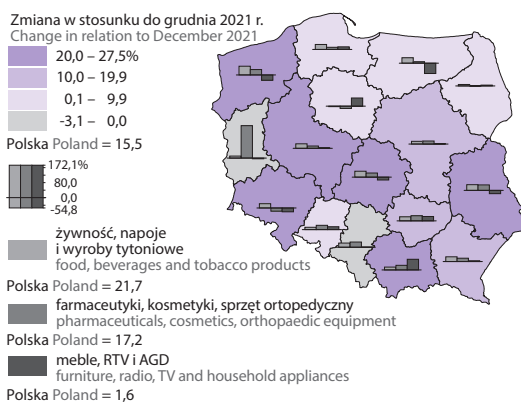 Zmiana w stosunku do grudnia 2021 r.
Change in relation to December 2021
20,0 – 27,5%
10,0 – 19,9
0,1 – 9,9
-3,1 – 0,0
Polska Poland = 15,5
172,1%
80,0
0,0
-54,8
żywność, napoje
i wyroby tytoniowe
food, beverages and tobacco products
Polska Poland = 21,7
farmaceutyki, kosmetyki, sprzęt ortopedyczny
pharmaceuticals, cosmetics, orthopaedic equipment
Polska Poland = 17,2
meble, RTV i AGD
furniture, radio, TV and household appliances
Polska Poland = 1,6